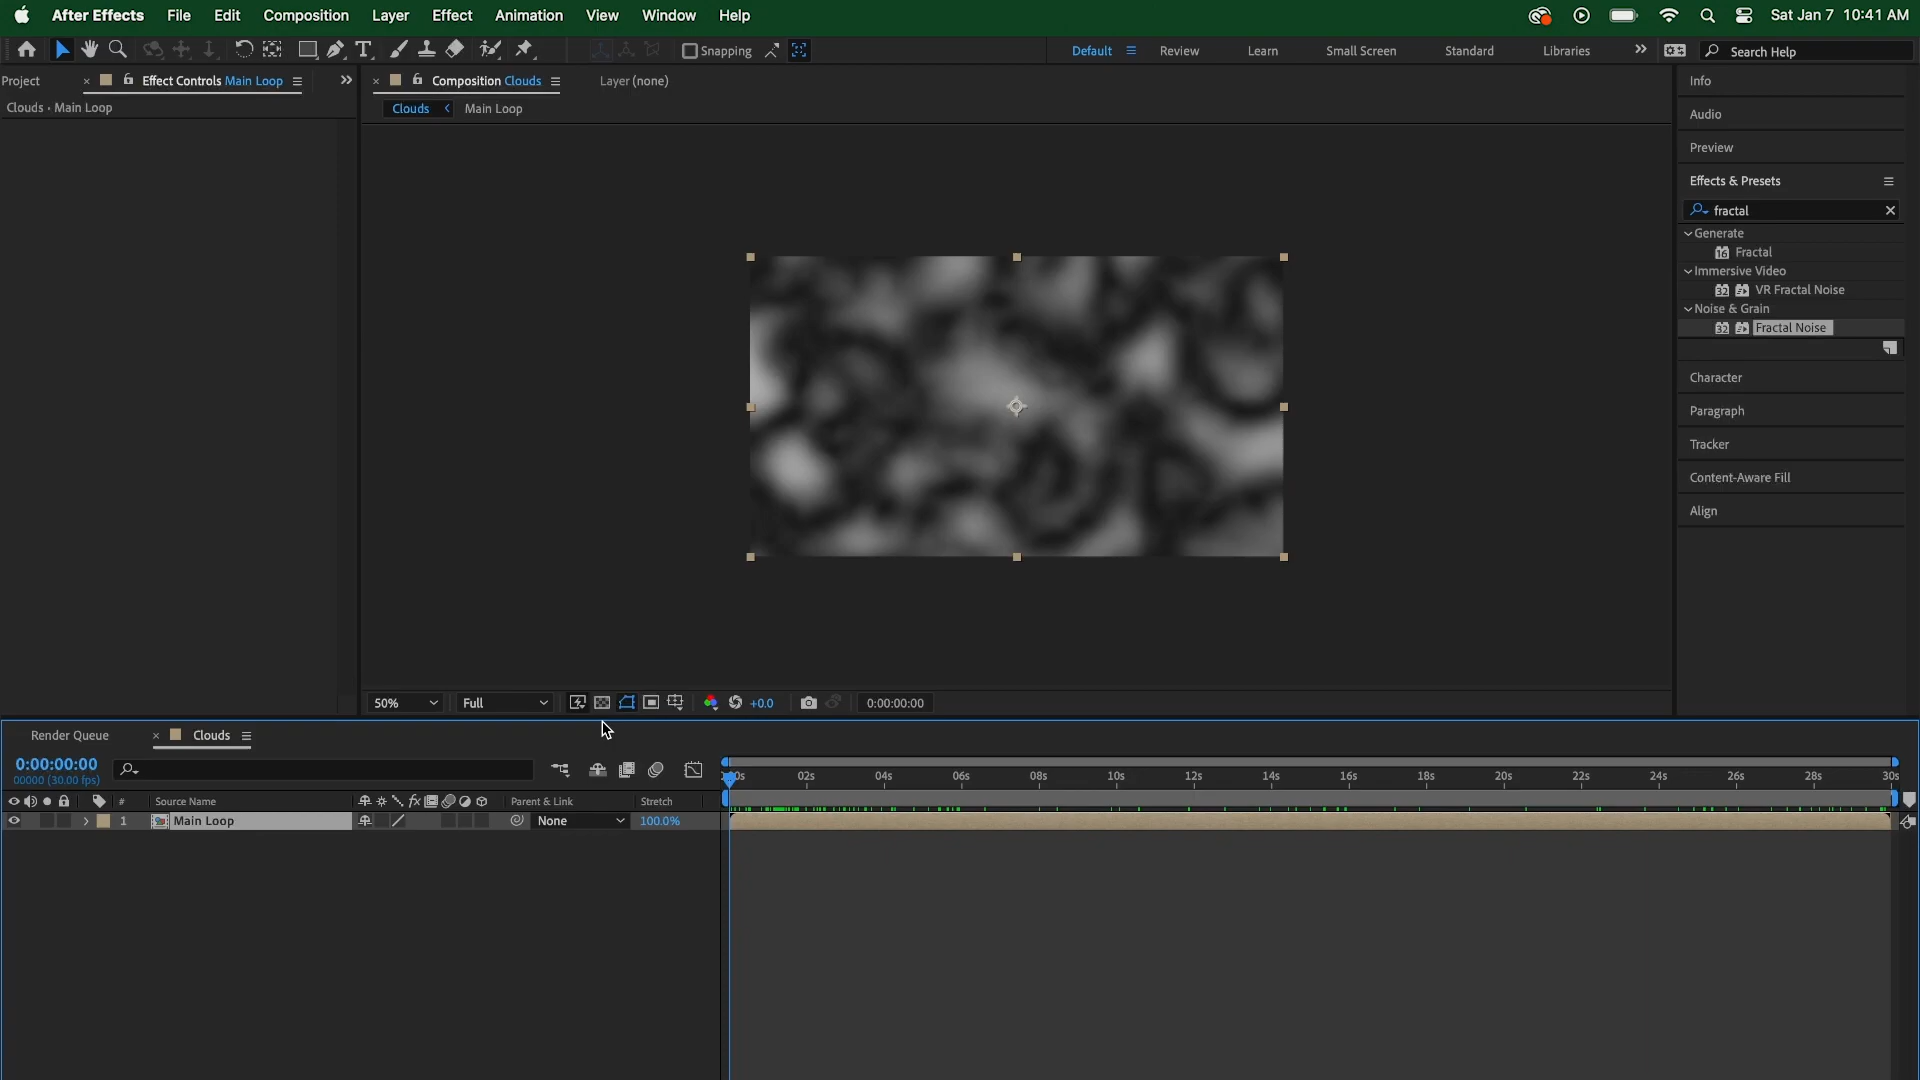 After Effects File Edit Composition Layer Effect Animation View Window Help Sat Jan 7 10:41 AM
Snapping Default Review Learn Small Screen Standard Libraries Search Help
Project Effect Controls Main Loop Composition Clouds Layer (none)
Clouds • Main Loop
Clouds Main Loop
Info
Audio
Preview
Effects & Presets
fractal
Generate
16 Fractal
Immersive Video
32 VR Fractal Noise
Noise & Grain
32 Fractal Noise
Character
Paragraph
Tracker
Content-Aware Fill
Align
50% Full +0.0 0:00:00:00
Render Queue Clouds
0:00:00:00
00000 (30.00 fps)
02s 04s 06s 08s 10s 12s 14s 16s 18s 20s 22s 24s 26s 28s 30s
# Source Name fx Parent & Link Stretch
1 Main Loop None 100.0%